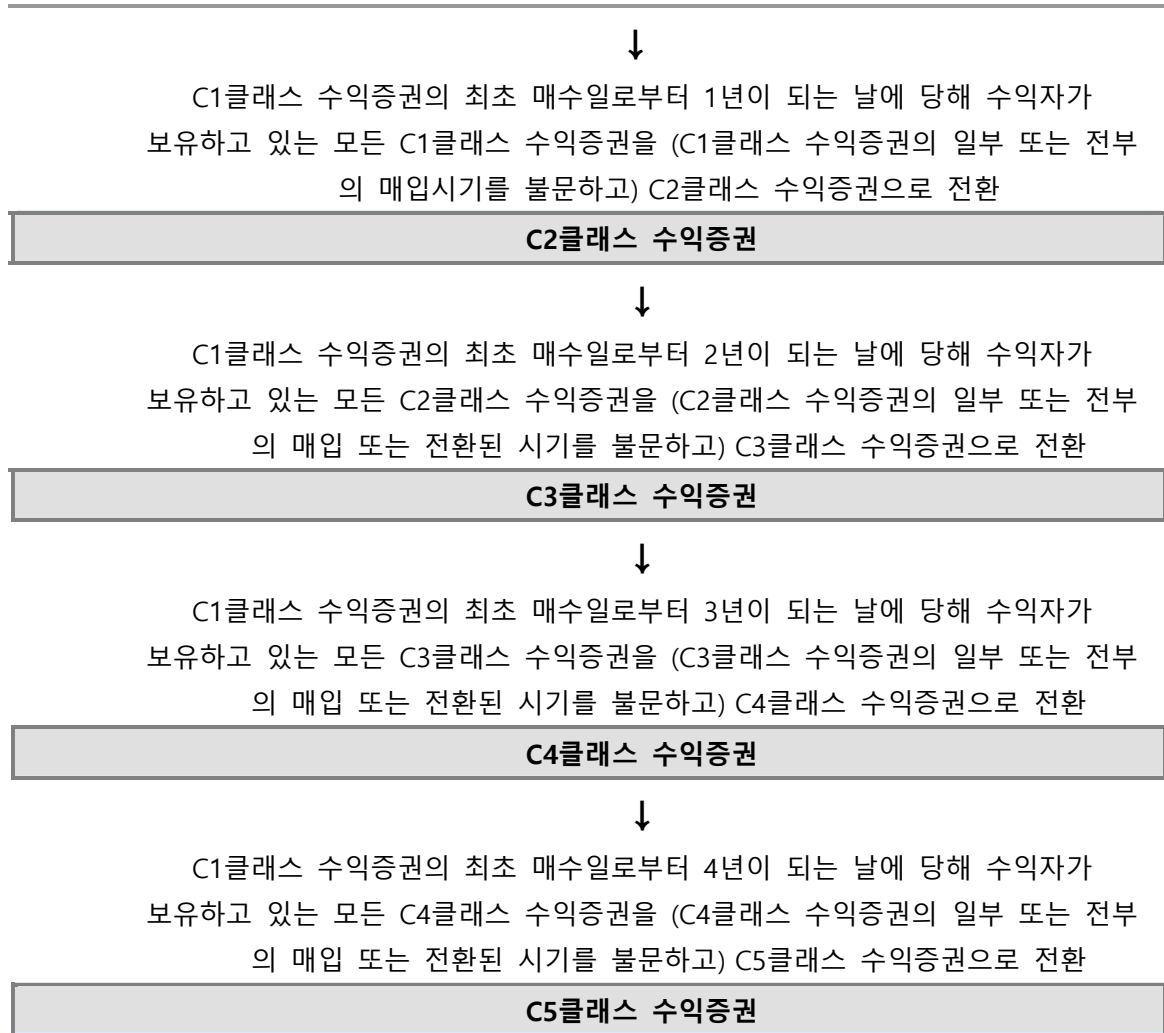 ↓
C1클래스 수익증권의 최초 매수일로부터 1년이 되는 날에 당해 수익자가
보유하고 있는 모든 C1클래스 수익증권을 (C1클래스 수익증권의 일부 또는 전부
의 매입시기를 불문하고) C2클래스 수익증권으로 전환
C2클래스 수익증권
↓
C1클래스 수익증권의 최초 매수일로부터 2년이 되는 날에 당해 수익자가
보유하고 있는 모든 C2클래스 수익증권을 (C2클래스 수익증권의 일부 또는 전부
의 매입 또는 전환된 시기를 불문하고) C3클래스 수익증권으로 전환
C3클래스 수익증권
↓
C1클래스 수익증권의 최초 매수일로부터 3년이 되는 날에 당해 수익자가
보유하고 있는 모든 C3클래스 수익증권을 (C3클래스 수익증권의 일부 또는 전부
의 매입 또는 전환된 시기를 불문하고) C4클래스 수익증권으로 전환
C4클래스 수익증권
↓
C1클래스 수익증권의 최초 매수일로부터 4년이 되는 날에 당해 수익자가
보유하고 있는 모든 C4클래스 수익증권을 (C4클래스 수익증권의 일부 또는 전부
의 매입 또는 전환된 시기를 불문하고) C5클래스 수익증권으로 전환
C5클래스 수익증권